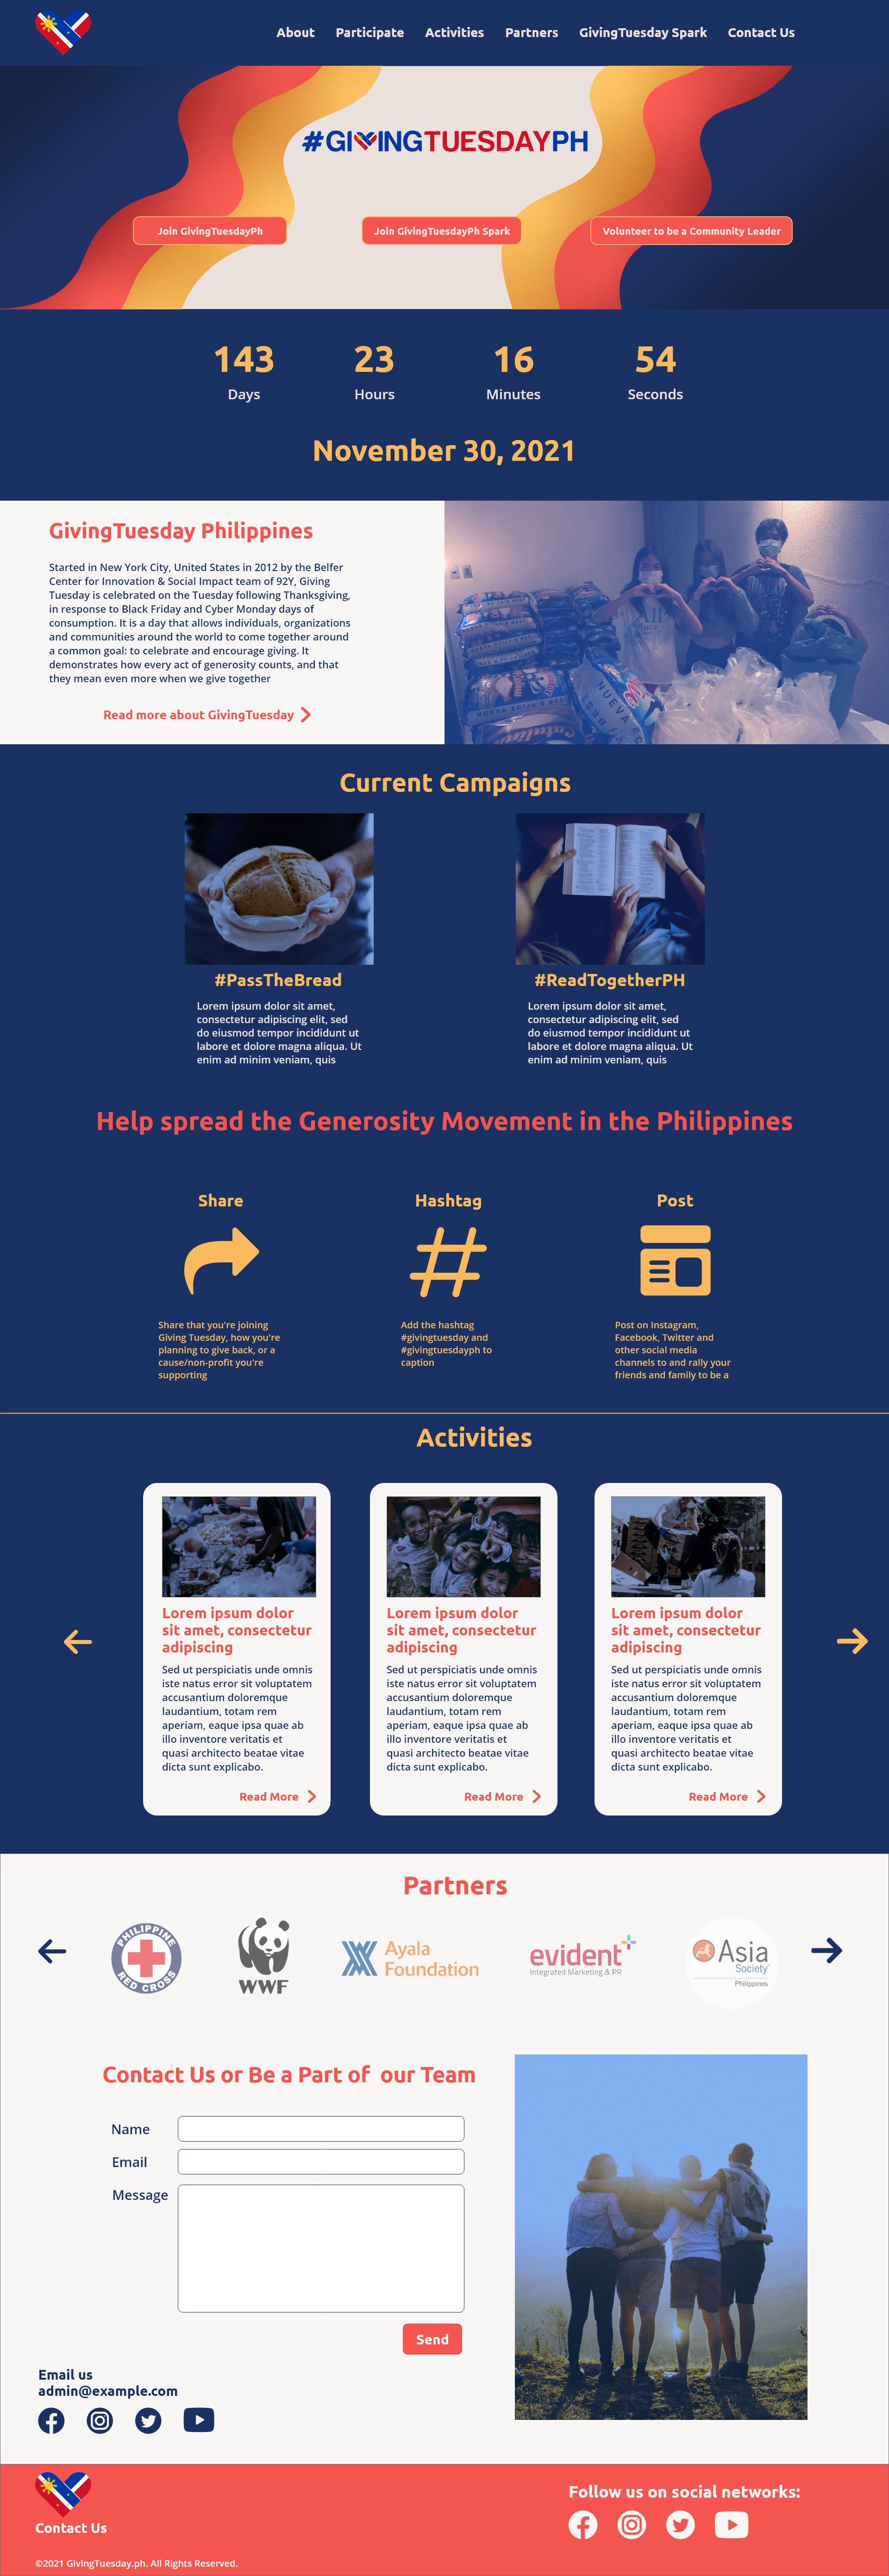 About Participate Activities Partners GivingTuesday Spark Contact Us
#GIVINGTUESDAYPH
Join GivingTuesdayPh
Join GivingTuesdayPh Spark
Volunteer to be a Community Leader
143 23 16 54
Days Hours Minutes Seconds
November 30, 2021
GivingTuesday Philippines
Started in New York City, United States in 2012 by the Belfer
Center for Innovation & Social Impact team of 92Y, Giving
Tuesday is celebrated on the Tuesday following Thanksgiving,
in response to Black Friday and Cyber Monday days of
consumption. It is a day that allows individuals, organizations
and communities around the world to come together around
a common goal: to celebrate and encourage giving. It
demonstrates how every act of generosity counts, and that
they mean even more when we give together
Read more about GivingTuesday
NUEVA EC
Current Campaigns
#PassTheBread
Lorem ipsum dolor sit amet,
consectetur adipiscing elit, sed
do eiusmod tempor incididunt ut
labore et dolore magna aliqua. Ut
enim ad minim veniam, quis
#ReadTogetherPH
Lorem ipsum dolor sit amet,
consectetur adipiscing elit, sed
do eiusmod tempor incididunt ut
labore et dolore magna aliqua. Ut
enim ad minim veniam, quis
Help spread the Generosity Movement in the Philippines
Share
Share that you're joining
Giving Tuesday, how you're
planning to give back, or a
cause/non-profit you're
supporting
Hashtag
Add the hashtag
#givingtuesday and
#givingtuesdayph to
caption
Post
Post on Instagram,
Facebook, Twitter and
other social media
channels to and rally your
friends and family to be a
Activities
Lorem ipsum dolor
sit amet, consectetur
adipiscing
Sed ut perspiciatis unde omnis
iste natus error sit voluptatem
accusantium doloremque
laudantium, totam rem
aperiam, eaque ipsa quae ab
illo inventore veritatis et
quasi architecto beatae vitae
dicta sunt explicabo.
Read More
Lorem ipsum dolor
sit amet, consectetur
adipiscing
Sed ut perspiciatis unde omnis
iste natus error sit voluptatem
accusantium doloremque
laudantium, totam rem
aperiam, eaque ipsa quae ab
illo inventore veritatis et
quasi architecto beatae vitae
dicta sunt explicabo.
Read More
Lorem ipsum dolor
sit amet, consectetur
adipiscing
Sed ut perspiciatis unde omnis
iste natus error sit voluptatem
accusantium doloremque
laudantium, totam rem
aperiam, eaque ipsa quae ab
illo inventore veritatis et
quasi architecto beatae vitae
dicta sunt explicabo.
Read More
Partners
PHILIPPINE
RED CROSS
WWF
Ayala
Foundation
evident
Integrated Marketing & PR
Asia
Society
Philippines
Contact Us or Be a Part of our Team
Name
Email
Message
Send
Email us
admin@example.com
Contact Us
Follow us on social networks:
©2021 GivingTuesday.ph. All Rights Reserved.